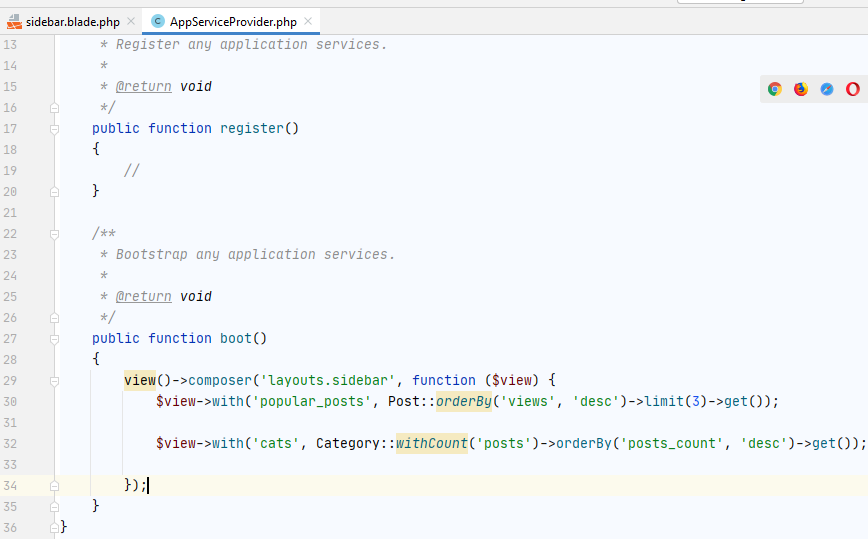 sidebar.blade.php AppServiceProvider.php
13 * Register any application services.
14 *
15 * @return void
16 */
17 public function register()
18 {
19 //
20 }
21
22 /**
23 * Bootstrap any application services.
24 *
25 * @return void
26 */
27 public function boot()
28 {
29 view()->composer('layouts.sidebar', function ($view) {
30 $view->with('popular_posts', Post::orderBy('views', 'desc')->limit(3)->get());
31
32 $view->with('cats', Category::withCount('posts')->orderBy('posts_count', 'desc')->get());
33
34 });
35 }
36 }